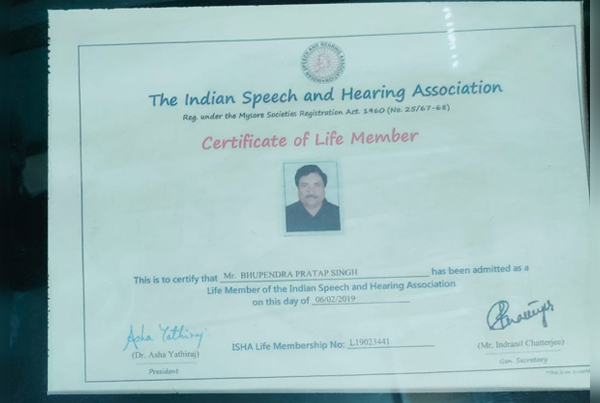 The Indian Speech and Hearing Association
Reg. under the Mysore Societies Registration Act. 1960 (No. 25/67-68)
Certificate of Life Member
This is to certify that Mr. BHUPENDRA PRATAP SINGH has been admitted as a
Life Member of the Indian Speech and Hearing Association
on this day of 06/02/2019
Asha Yathiraj
(Dr. Asha Yathiraj)
President
ISHA Life Membership No: L19023441
(Mr. Indranil Chatterjee)
Gen. Secretary